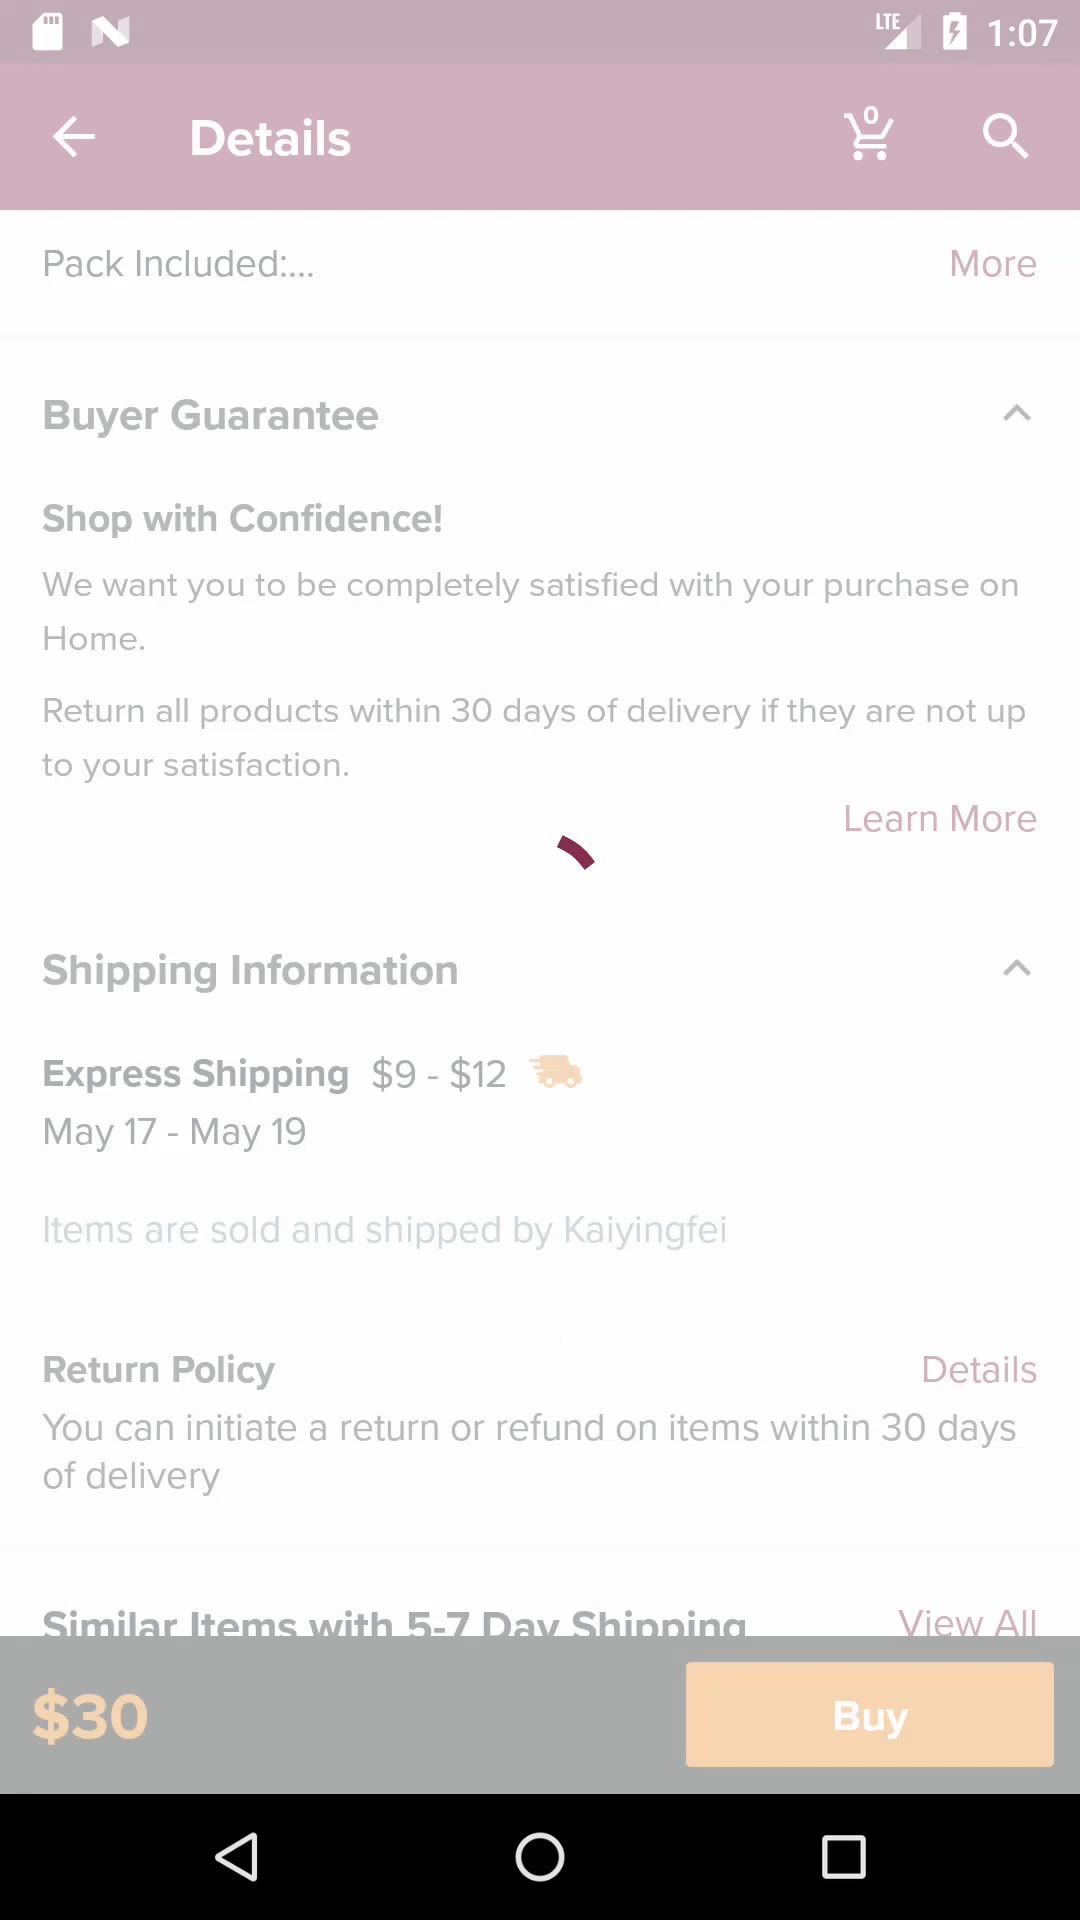 LTE 1:07
Details 0
Pack Included:... More
Buyer Guarantee
Shop with Confidence!
We want you to be completely satisfied with your purchase on
Home.
Return all products within 30 days of delivery if they are not up
to your satisfaction.
Learn More
Shipping Information
Express Shipping $9 - $12
May 17 - May 19
Items are sold and shipped by Kaiyingfei
Return Policy Details
You can initiate a return or refund on items within 30 days
of delivery
Similar Items with 5-7 Day Shipping View All
$30 Buy